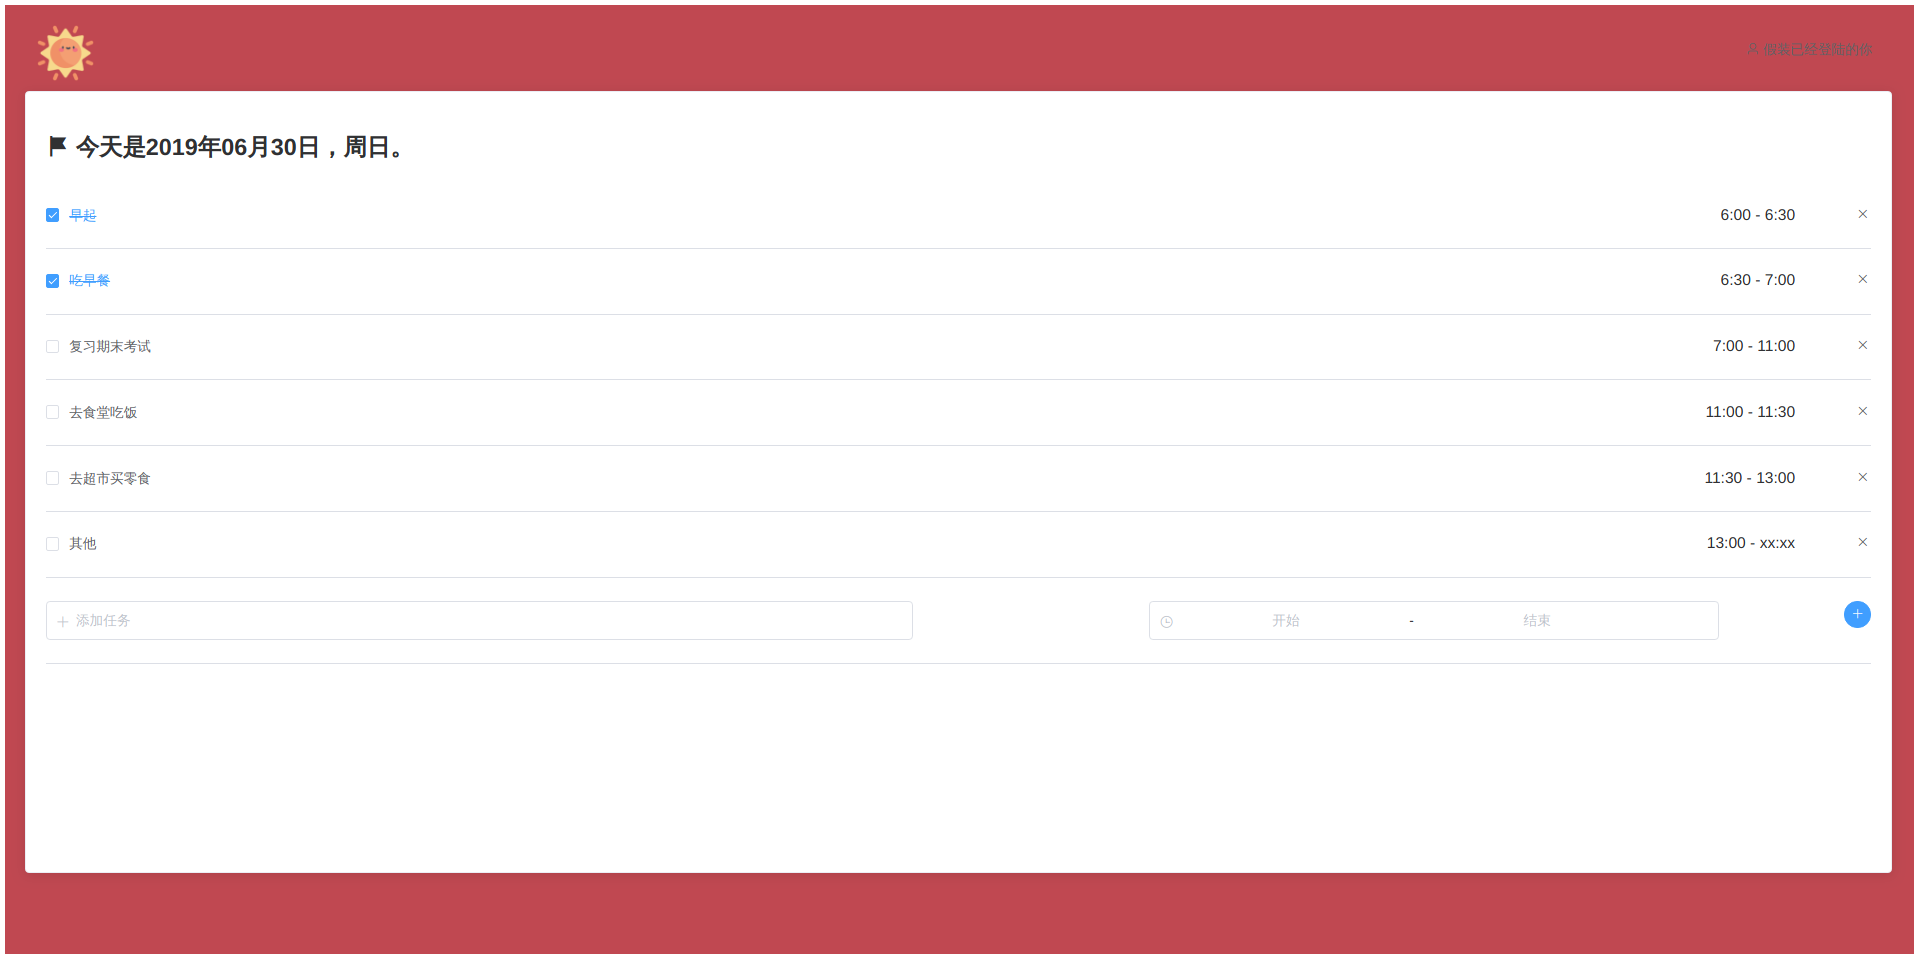 假装已经登陆的你
今天是2019年06月30日，周日。
早起 6:00 - 6:30
吃早餐 6:30 - 7:00
复习期末考试 7:00 - 11:00
去食堂吃饭 11:00 - 11:30
去超市买零食 11:30 - 13:00
其他 13:00 - xx:xx
添加任务 开始 - 结束